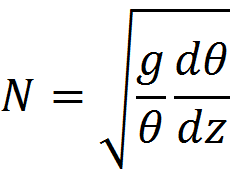 N = √(g/θ dθ/dz)